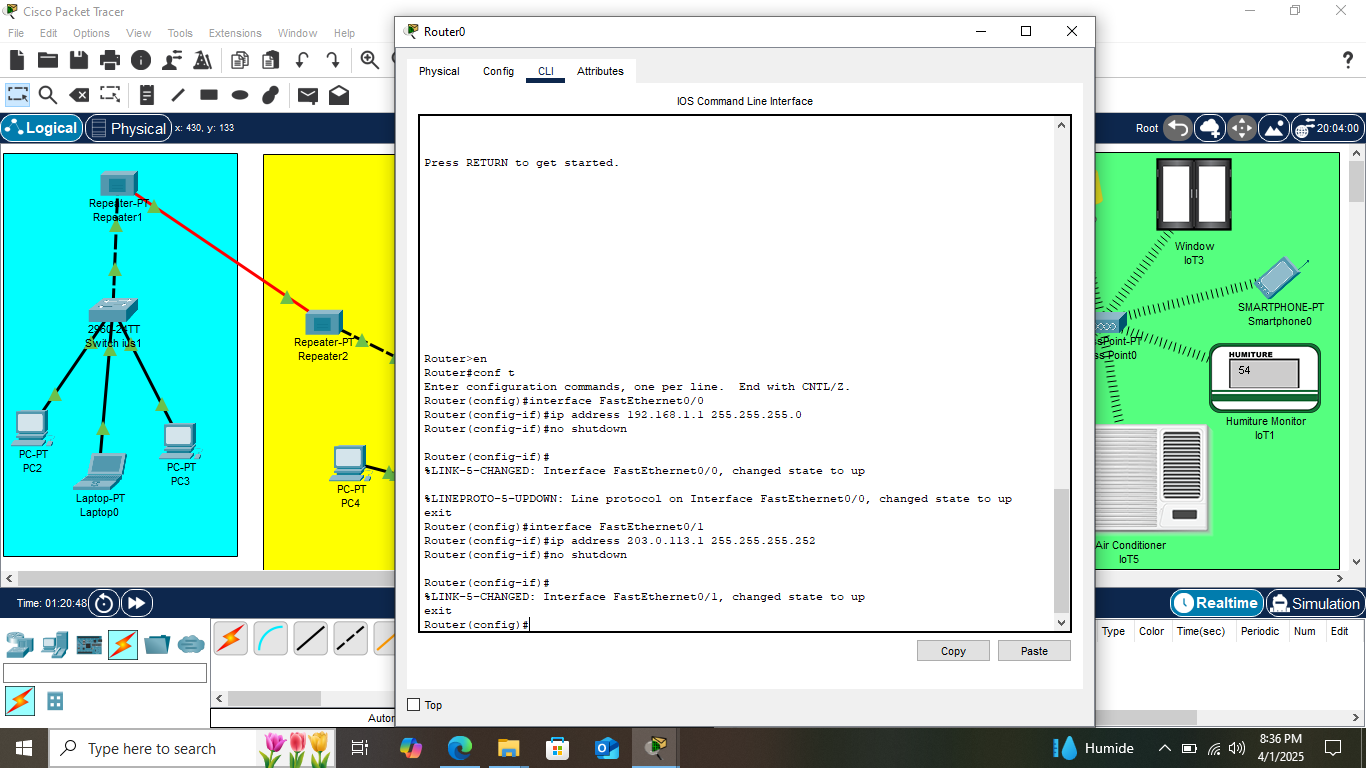 Cisco Packet Tracer
File Edit Options View Tools Extensions Window Help
Logical
Physical
x: 430, y: 133
Root
20:04:00
Repeater-PT
Repeater1
2960-24TT
Switch ius1
PC-PT
PC2
Laptop-PT
Laptop0
PC-PT
PC3
Repeater-PT
Repeater2
PC-PT
PC4
Router0
Physical Config CLI Attributes
IOS Command Line Interface
Press RETURN to get started.
Router>en
Router#conf t
Enter configuration commands, one per line.  End with CNTL/Z.
Router(config)#interface FastEthernet0/0
Router(config-if)#ip address 192.168.1.1 255.255.255.0
Router(config-if)#no shutdown
Router(config-if)#
%LINK-5-CHANGED: Interface FastEthernet0/0, changed state to up
%LINEPROTO-5-UPDOWN: Line protocol on Interface FastEthernet0/0, changed state to up
exit
Router(config)#interface FastEthernet0/1
Router(config-if)#ip address 203.0.113.1 255.255.255.252
Router(config-if)#no shutdown
Router(config-if)#
%LINK-5-CHANGED: Interface FastEthernet0/1, changed state to up
exit
Router(config)#
Copy
Paste
Top
Window
IoT3
SMARTPHONE-PT
Smartphone0
ssPoint-PT
ss Point0
HUMITURE
54
Humiture Monitor
IoT1
Air Conditioner
IoT5
Time: 01:20:48
Realtime
Simulation
Type Color Time(sec) Periodic Num Edit
Autor
Type here to search
Humide
8:36 PM
4/1/2025